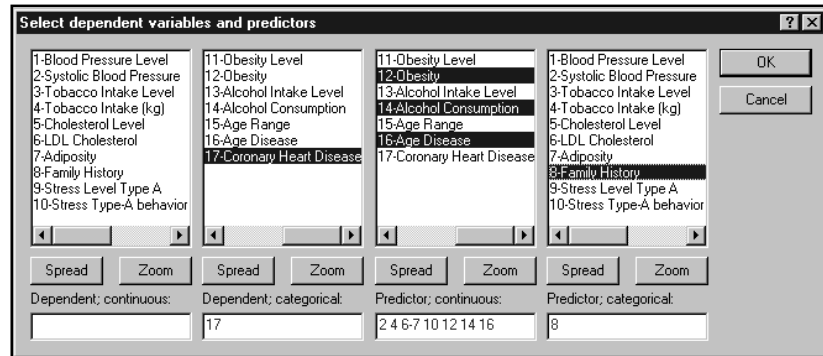 Select dependent variables and predictors
1-Blood Pressure Level
2-Systolic Blood Pressure
3-Tobacco Intake Level
4-Tobacco Intake (kg)
5-Cholesterol Level
6-LDL Cholesterol
7-Adiposity
8-Family History
9-Stress Level Type A
10-Stress Type-A behavior
11-Obesity Level
12-Obesity
13-Alcohol Intake Level
14-Alcohol Consumption
15-Age Range
16-Age Disease
17-Coronary Heart Disease
11-Obesity Level
12-Obesity
13-Alcohol Intake Level
14-Alcohol Consumption
15-Age Range
16-Age Disease
17-Coronary Heart Disease
1-Blood Pressure Level
2-Systolic Blood Pressure
3-Tobacco Intake Level
4-Tobacco Intake (kg)
5-Cholesterol Level
6-LDL Cholesterol
7-Adiposity
8-Family History
9-Stress Level Type A
10-Stress Type-A behavior
OK
Cancel
Spread Zoom Spread Zoom Spread Zoom Spread Zoom
Dependent; continuous: Dependent; categorical: Predictor; continuous: Predictor; categorical:
17 2 4 6-7 10 12 14 16 8